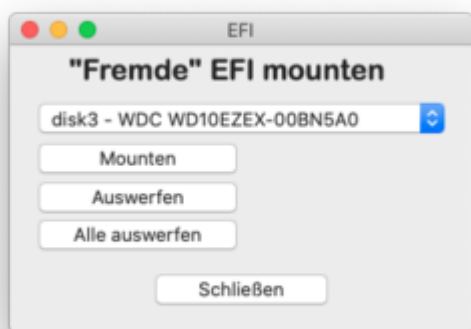 EFI
"Fremde" EFI mounten
disk3 - WDC WD10EZEX-00BN5A0
Mounten
Auswerfen
Alle auswerfen
Schließen